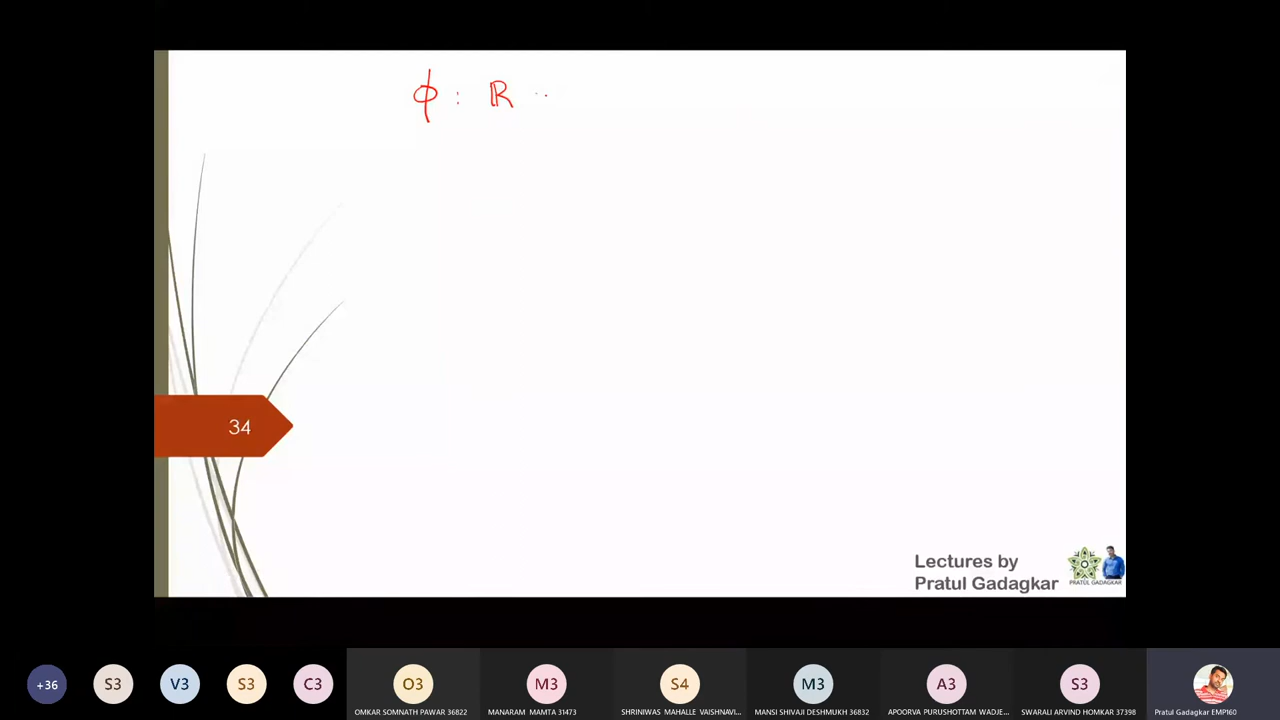 ϕ : ℝ
34
Lectures by
Pratul Gadagkar
PRATUL GADAGKAR
+36
S3
V3
S3
C3
O3
M3
S4
M3
A3
S3
OMKAR SOMNATH PAWAR 36822
MANARAM MAMTA 31473
SHRINIWAS MAHALLE VAISHNAVI...
MANSI SHIVAJI DESHMUKH 36832
APOORVA PURUSHOTTAM WADJE...
SWARALI ARVIND HOMKAR 37398
Pratul Gadagkar EMP160